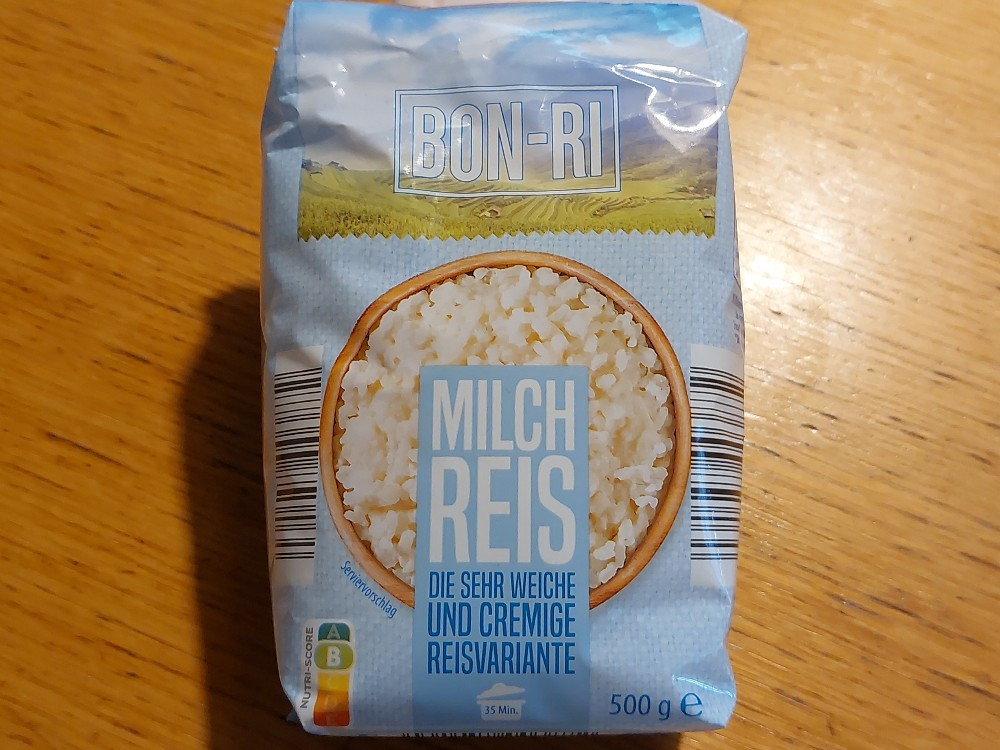 BON-RI
MILCH
REIS
DIE SEHR WEICHE
UND CREMIGE
REISVARIANTE
Serviervorschlag
NUTRI-SCORE
A
B
35 Min.
500 g e